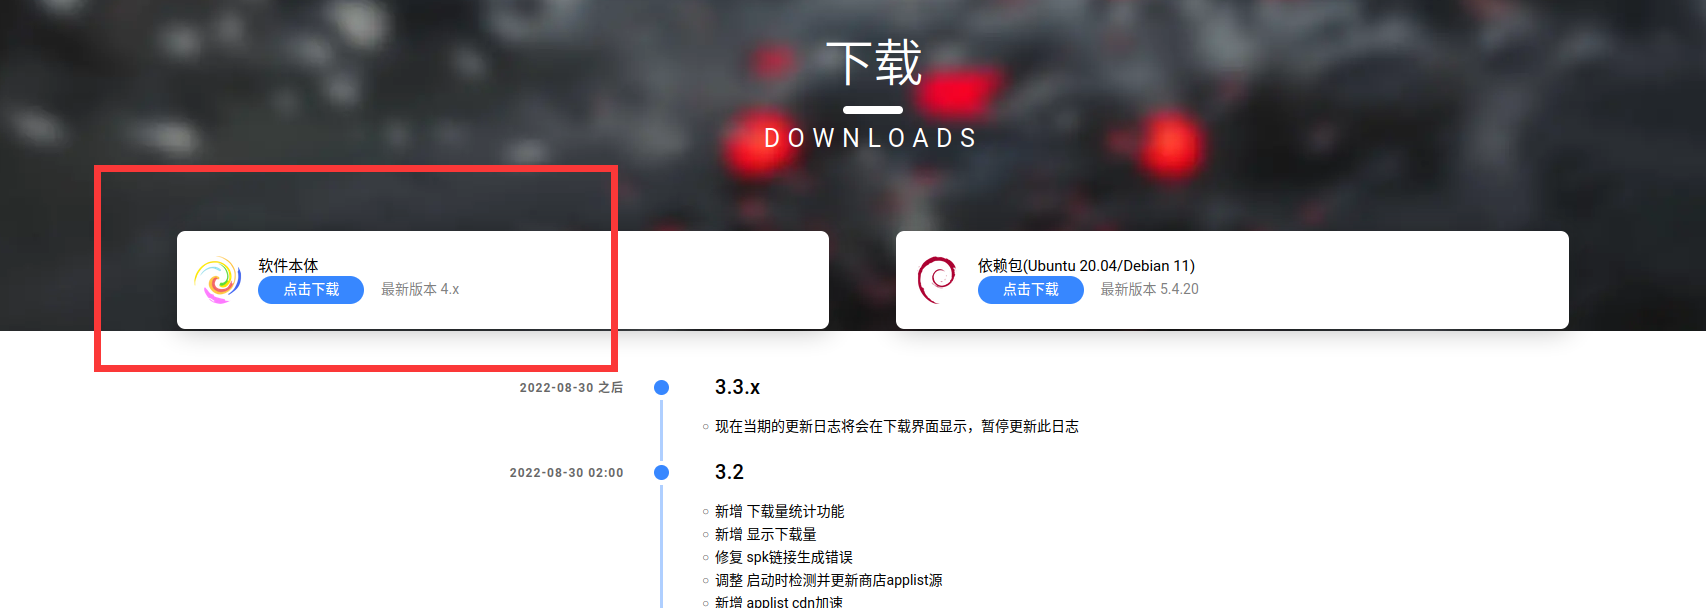 下载
DOWNLOADS
软件本体
点击下载 最新版本 4.x
依赖包(Ubuntu 20.04/Debian 11)
点击下载 最新版本 5.4.20
2022-08-30 之后
3.3.x
现在当期的更新日志将会在下载界面显示，暂停更新此日志
2022-08-30 02:00
3.2
新增 下载量统计功能
新增 显示下载量
修复 spk链接生成错误
调整 启动时检测并更新商店applist源
新增 applist cdn加速